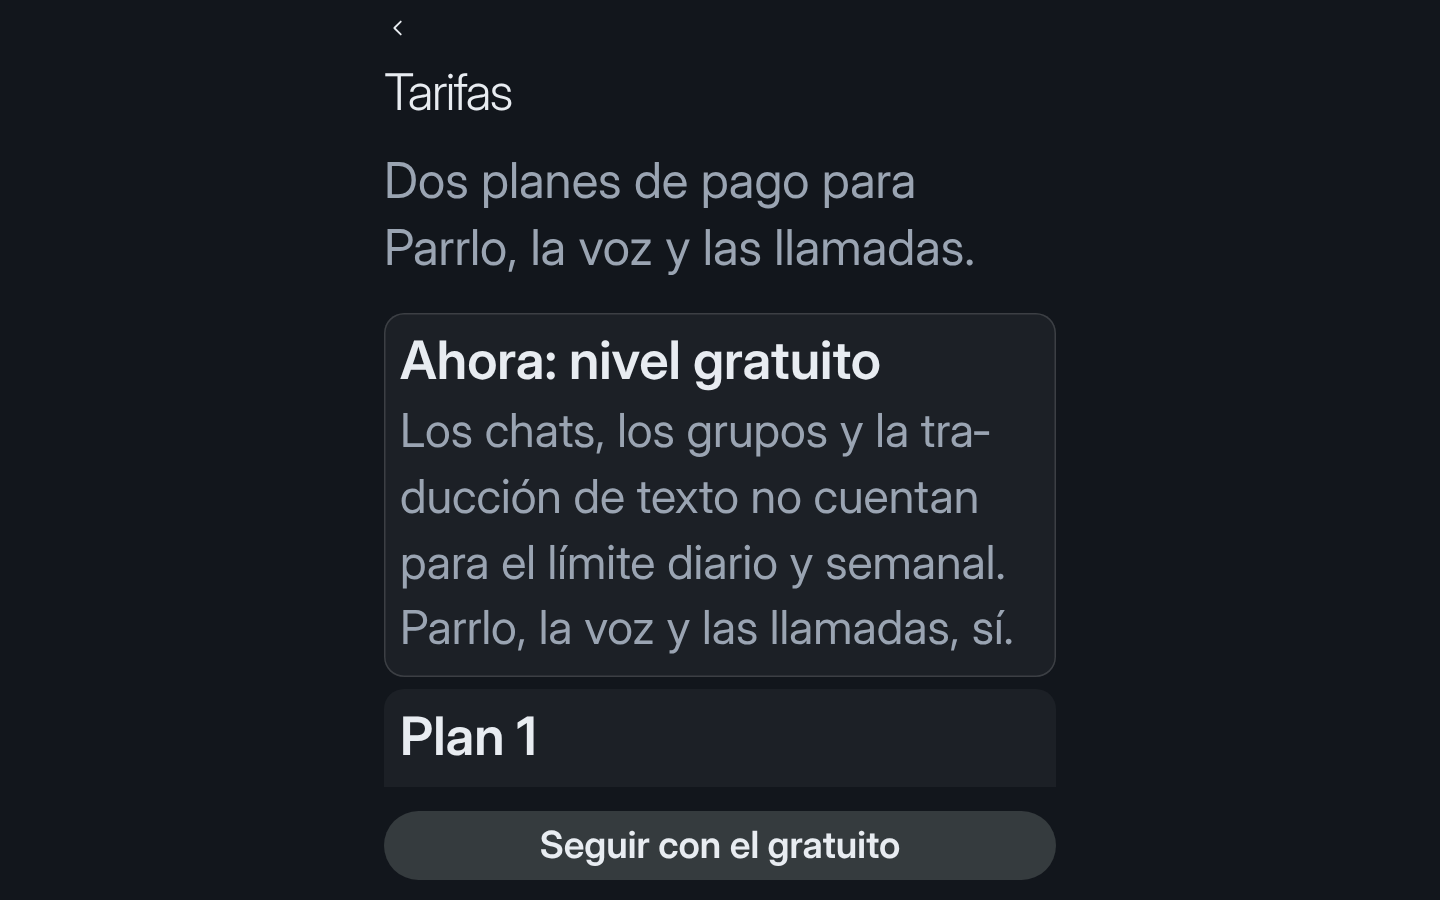 Tarifas
Dos planes de pago para
Parrlo, la voz y las llamadas.
Ahora: nivel gratuito
Los chats, los grupos y la tra-
ducción de texto no cuentan
para el límite diario y semanal.
Parrlo, la voz y las llamadas, sí.
Plan 1
Seguir con el gratuito